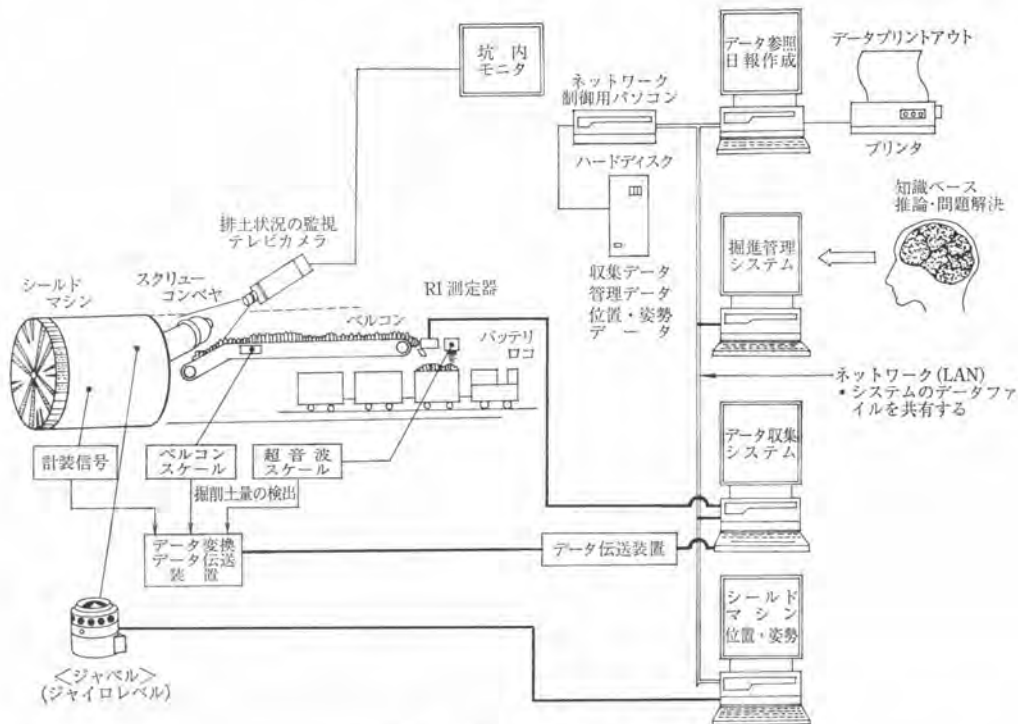 坑内
モニタ
データ参照
日報作成
データプリントアウト
プリンタ
ネットワーク
制御用パソコン
ハードディスク
収集データ
管理データ
位置・姿勢
データ
知識ベース
推論・問題解決
掘進管理
システム
排土状況の監視
テレビカメラ
スクリュー
コンベヤ
シールド
マシン
RI測定器
ベルコン
バッテリ
ロコ
ネットワーク(LAN)
*システムのデータファ
イルを共有する
データ収集
システム
計装信号
ベルコン
スケール
超音波
スケール
掘削土量の検出
データ変換
データ伝送
装置
データ伝送装置
シールド
マシン
位置・姿勢
<ジャベル>
(ジャイロレベル)